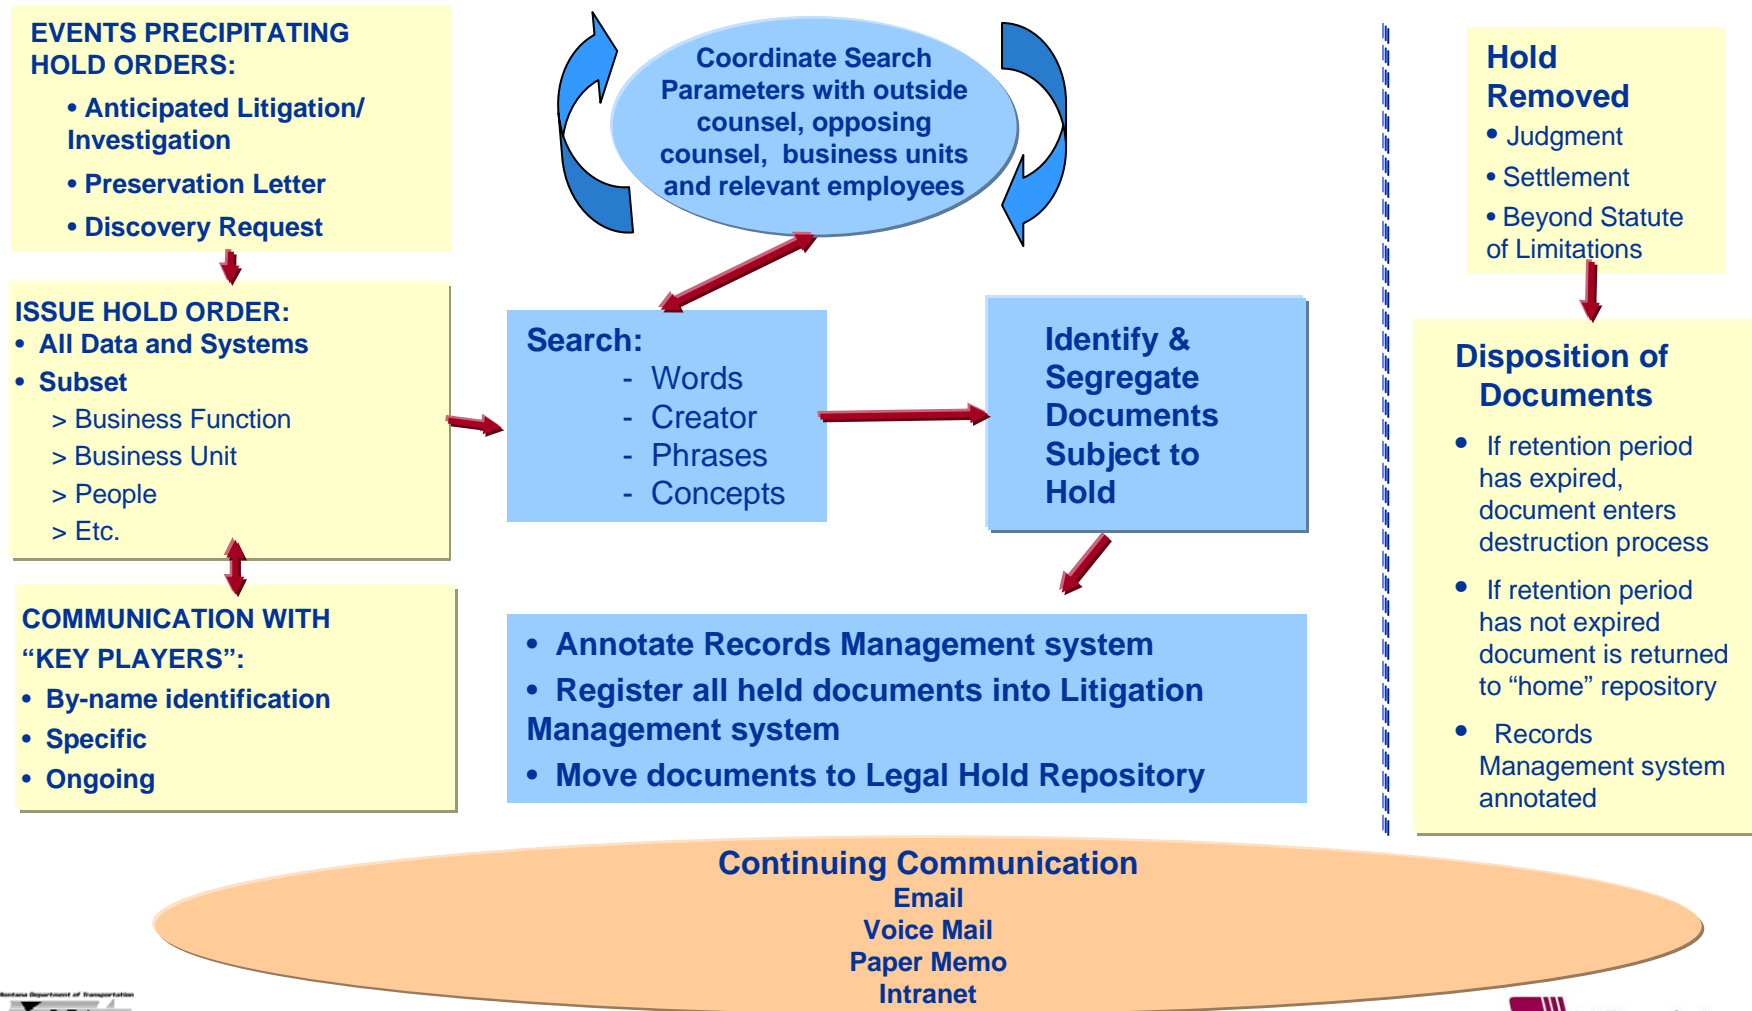 EVENTS PRECIPITATING
HOLD ORDERS:
• Anticipated Litigation/
Investigation
• Preservation Letter
• Discovery Request
ISSUE HOLD ORDER:
• All Data and Systems
• Subset
> Business Function
> Business Unit
> People
> Etc.
COMMUNICATION WITH
“KEY PLAYERS”:
• By-name identification
• Specific
• Ongoing
Coordinate Search
Parameters with outside
counsel, opposing
counsel, business units
and relevant employees
Search:
- Words
- Creator
- Phrases
- Concepts
Identify &
Segregate
Documents
Subject to
Hold
• Annotate Records Management system
• Register all held documents into Litigation
Management system
• Move documents to Legal Hold Repository
Hold
Removed
• Judgment
• Settlement
• Beyond Statute
of Limitations
Disposition of
Documents
• If retention period
has expired,
document enters
destruction process
• If retention period
has not expired
document is returned
to “home” repository
• Records
Management system
annotated
Continuing Communication
Email
Voice Mail
Paper Memo
Intranet
Montana Department of Transportation